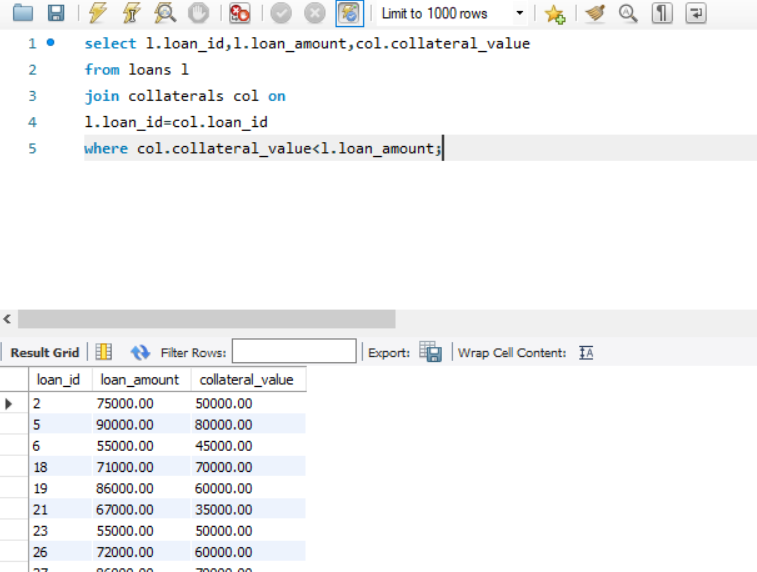 Limit to 1000 rows
1 select l.loan_id,l.loan_amount,col.collateral_value
2 from loans l
3 join collaterals col on
4 l.loan_id=col.loan_id
5 where col.collateral_value<l.loan_amount;
Result Grid Filter Rows: Export: Wrap Cell Content:
loan_id loan_amount collateral_value
2 75000.00 50000.00
5 90000.00 80000.00
6 55000.00 45000.00
18 71000.00 70000.00
19 86000.00 60000.00
21 67000.00 35000.00
23 55000.00 50000.00
26 72000.00 60000.00